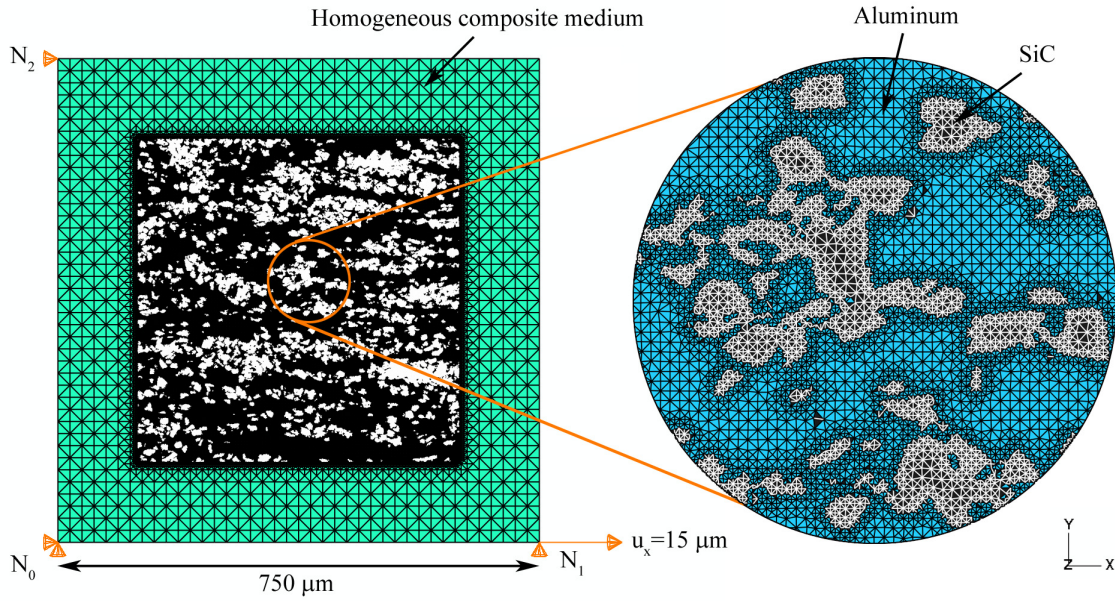 Homogeneous composite medium
Aluminum
SiC
N2
N0
N1
ux=15 μm
750 μm
Y
Z
X